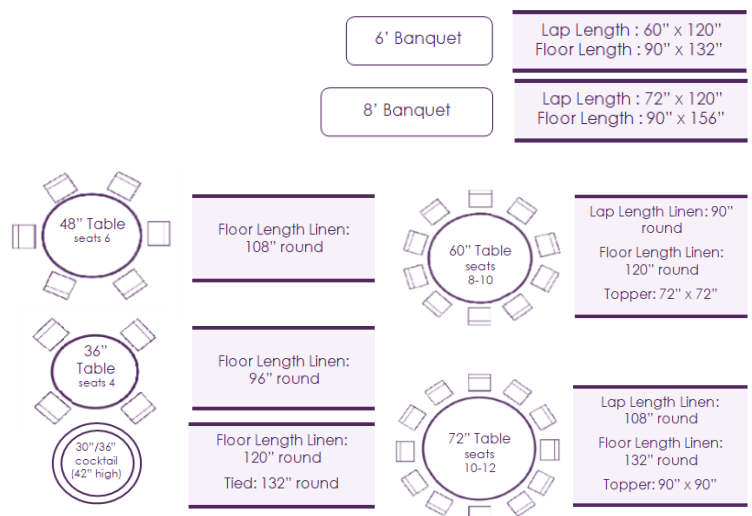 6’ Banquet
Lap Length : 60” x 120”
Floor Length : 90” x 132”
8’ Banquet
Lap Length : 72” x 120”
Floor Length : 90” x 156”
48” Table
seats 6
Floor Length Linen:
108” round
60” Table
seats
8-10
Lap Length Linen: 90”
round
Floor Length Linen:
120” round
Topper: 72” x 72”
36”
Table
seats 4
Floor Length Linen:
96” round
30”/36”
cocktail
(42” high)
Floor Length Linen:
120” round
Tied: 132” round
72” Table
seats
10-12
Lap Length Linen:
108” round
Floor Length Linen:
132” round
Topper: 90” x 90”